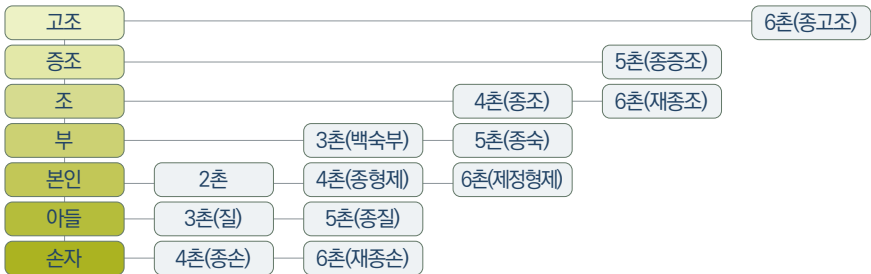 고조 6촌(종고조)
증조 5촌(종증조)
조 4촌(종조) 6촌(재종조)
부 3촌(백숙부) 5촌(종숙)
본인 2촌 4촌(종형제) 6촌(제정형제)
아들 3촌(질) 5촌(종질)
손자 4촌(종손) 6촌(재종손)